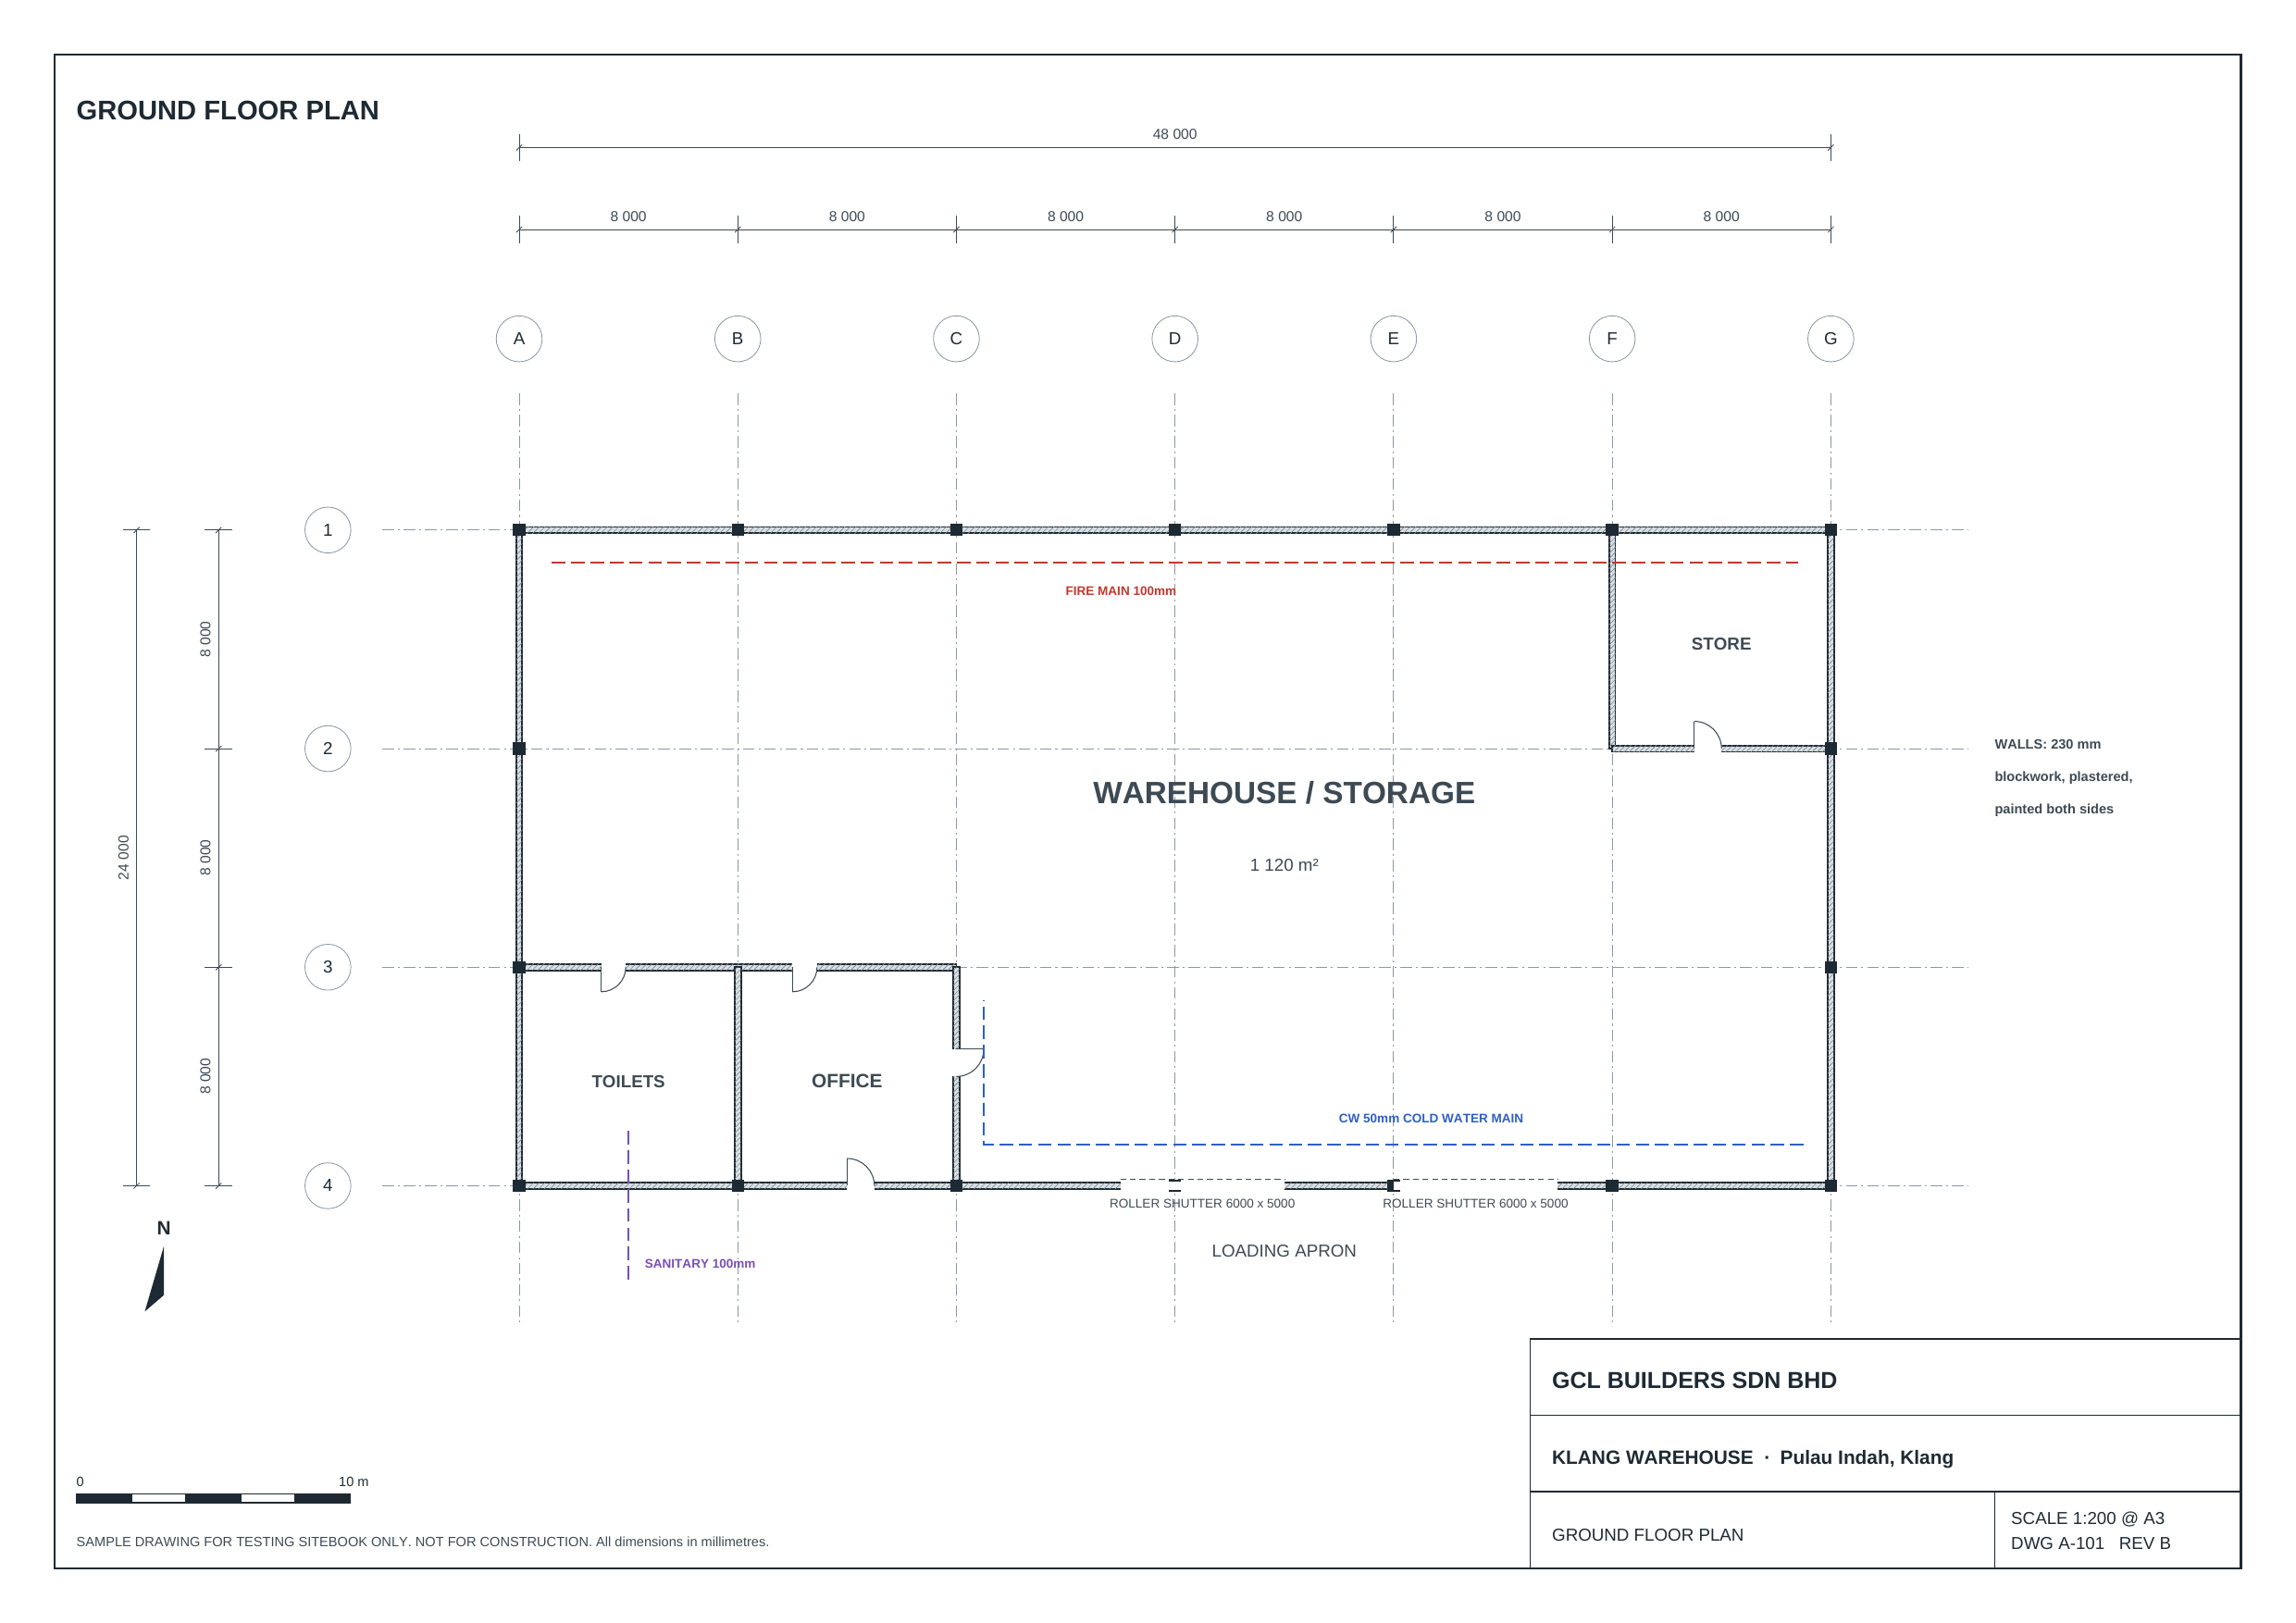 GROUND FLOOR PLAN
48 000
8 000 8 000 8 000 8 000 8 000 8 000
A B C D E F G
1
FIRE MAIN 100mm
8 000
STORE
2
WALLS: 230 mm
blockwork, plastered,
painted both sides
WAREHOUSE / STORAGE
1 120 m²
24 000
8 000
3
8 000
TOILETS
OFFICE
CW 50mm COLD WATER MAIN
4
ROLLER SHUTTER 6000 x 5000 ROLLER SHUTTER 6000 x 5000
N
LOADING APRON
SANITARY 100mm
GCL BUILDERS SDN BHD
KLANG WAREHOUSE · Pulau Indah, Klang
0 10 m
GROUND FLOOR PLAN
SCALE 1:200 @ A3
DWG A-101 REV B
SAMPLE DRAWING FOR TESTING SITEBOOK ONLY. NOT FOR CONSTRUCTION. All dimensions in millimetres.